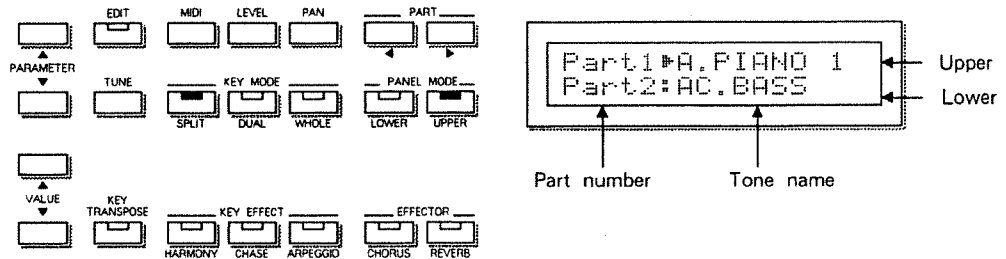 EDIT MIDI LEVEL PAN PART
PARAMETER
TUNE KEY MODE PANEL MODE
SPLIT DUAL WHOLE LOWER UPPER
VALUE
KEY TRANSPOSE KEY EFFECT EFFECTOR
HARMONY CHASE ARPEGGIO CHORUS REVERB
Part1▶A.PIANO 1 Upper
Part2:AC.BASS Lower
Part number Tone name